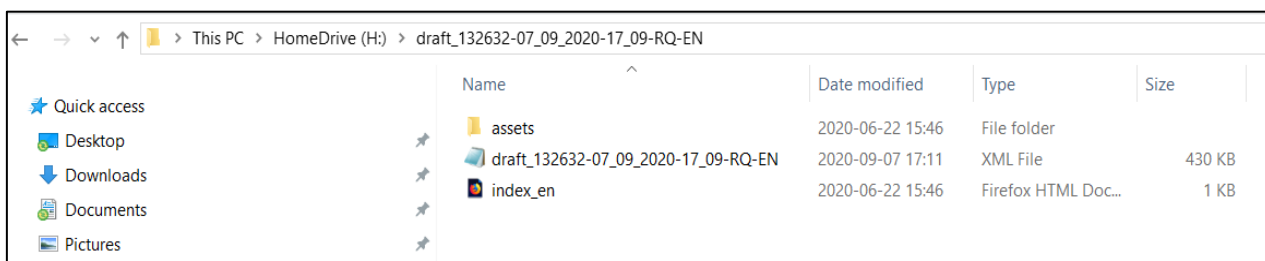 This PC > HomeDrive (H:) > draft_132632-07_09_2020-17_09-RQ-EN
Name Date modified Type Size
Quick access
assets 2020-06-22 15:46 File folder
Desktop
draft_132632-07_09_2020-17_09-RQ-EN 2020-09-07 17:11 XML File 430 KB
Downloads
index_en 2020-06-22 15:46 Firefox HTML Doc... 1 KB
Documents
Pictures